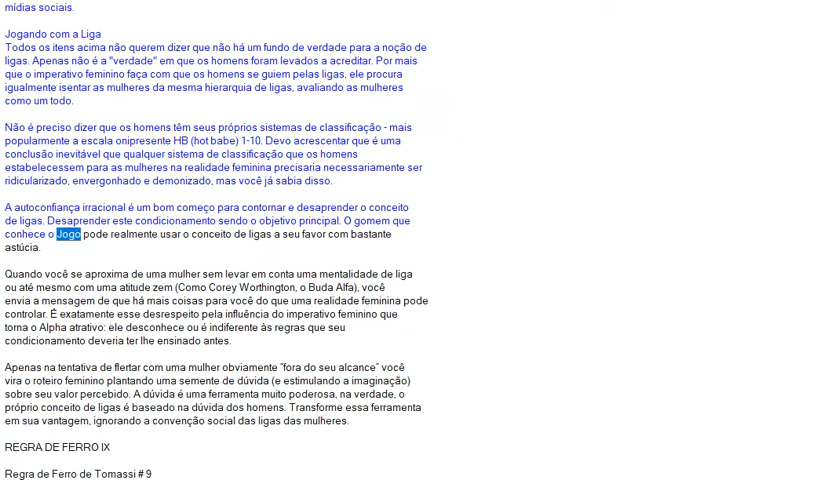 mídias sociais.
Jogando com a Liga
Todos os itens acima não querem dizer que não há um fundo de verdade para a noção de
ligas. Apenas não é a "verdade" em que os homens foram levados a acreditar. Por mais
que o imperativo feminino faça com que os homens se guiem pelas ligas, ele procura
igualmente isentar as mulheres da mesma hierarquia de ligas, avaliando as mulheres
como um todo.
Não é preciso dizer que os homens têm seus próprios sistemas de classificação - mais
popularmente a escala onipresente HB (hot babe) 1-10. Devo acrescentar que é uma
conclusão inevitável que qualquer sistema de classificação que os homens
estabelecessem para as mulheres na realidade feminina precisaria necessariamente ser
ridicularizado, envergonhado e demonizado, mas você já sabia disso.
A autoconfiança irracional é um bom começo para contornar e desaprender o conceito
de ligas. Desaprender este condicionamento sendo o objetivo principal. O gomem que
conhece o Jogo pode realmente usar o conceito de ligas a seu favor com bastante
astúcia.
Quando você se aproxima de uma mulher sem levar em conta uma mentalidade de liga
ou até mesmo com uma atitude zem (Como Corey Worthington, o Buda Alfa), você
envia a mensagem de que há mais coisas para você do que uma realidade feminina pode
controlar. É exatamente esse desrespeito pela influência do imperativo feminino que
torna o Alpha atrativo: ele desconhece ou é indiferente às regras que seu
condicionamento deveria ter lhe ensinado antes.
Apenas na tentativa de flertar com uma mulher obviamente "fora do seu alcance" você
vira o roteiro feminino plantando uma semente de dúvida (e estimulando a imaginação)
sobre seu valor percebido. A dúvida é uma ferramenta muito poderosa, na verdade, o
próprio conceito de ligas é baseado na dúvida dos homens. Transforme essa ferramenta
em sua vantagem, ignorando a convenção social das ligas das mulheres.
REGRA DE FERRO IX
Regra de Ferro de Tomassi # 9